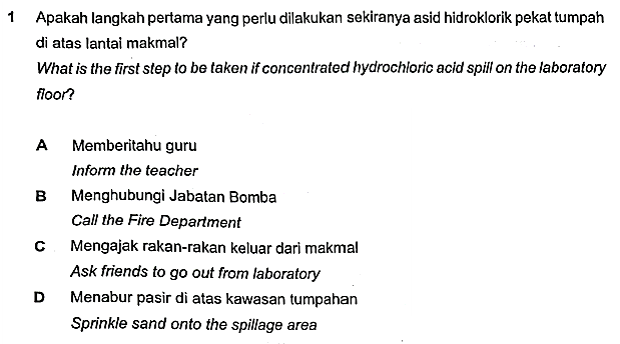 1 Apakah langkah pertama yang perlu dilakukan sekiranya asid hidroklorik pekat tumpah
di atas lantai makmal?
What is the first step to be taken if concentrated hydrochloric acid spill on the laboratory
floor?
A Memberitahu guru
Inform the teacher
B Menghubungi Jabatan Bomba
Call the Fire Department
C Mengajak rakan-rakan keluar dari makmal
Ask friends to go out from laboratory
D Menabur pasir di atas kawasan tumpahan
Sprinkle sand onto the spillage area